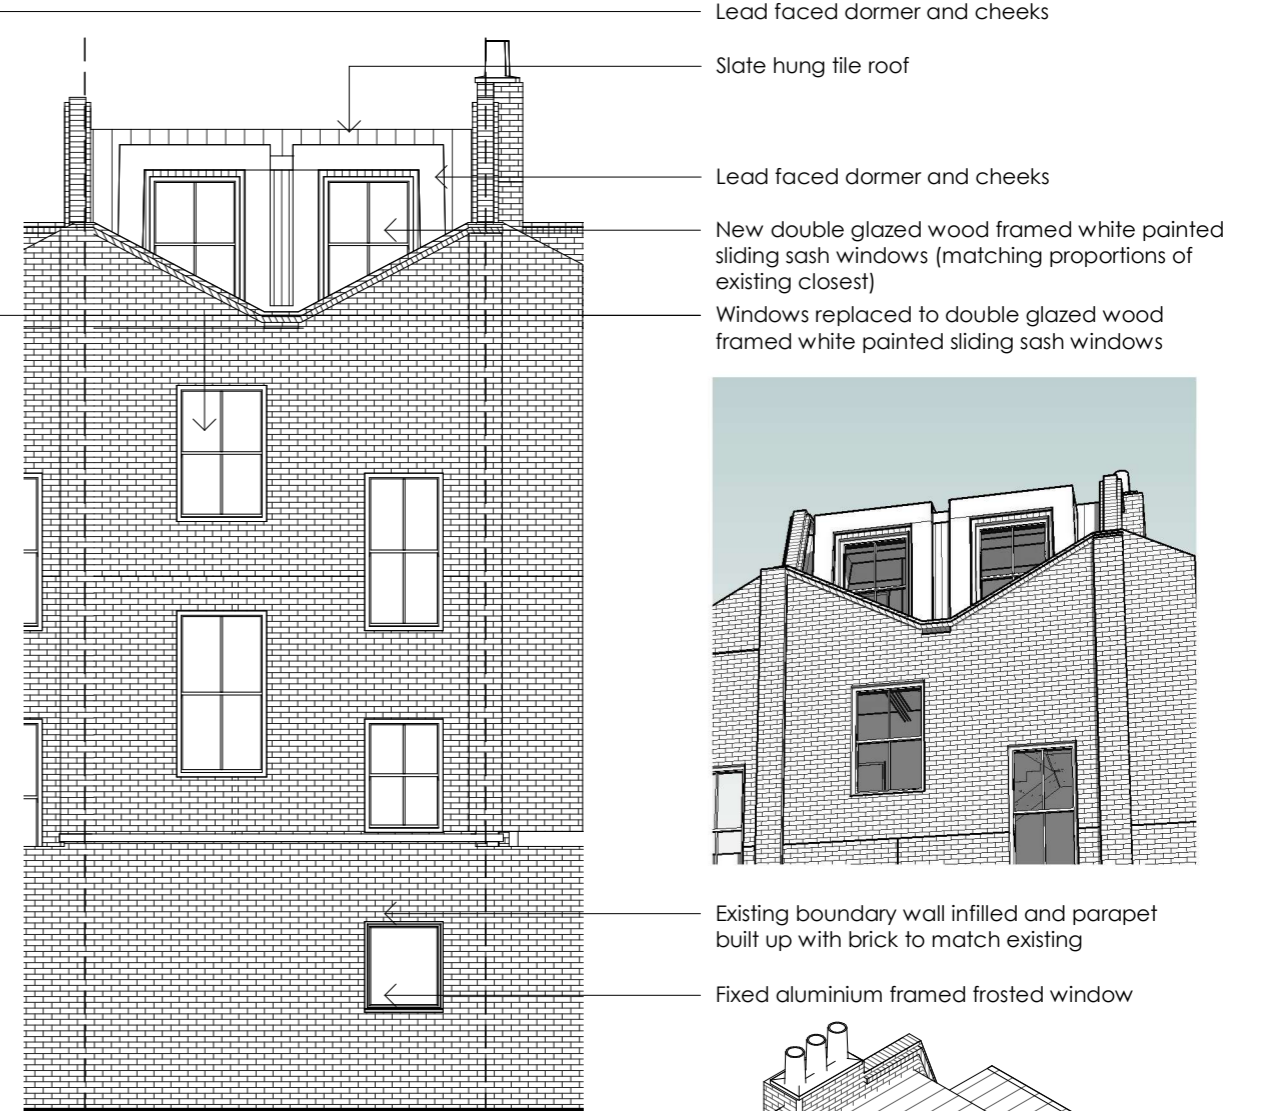 Lead faced dormer and cheeks
Slate hung tile roof
Lead faced dormer and cheeks
New double glazed wood framed white painted
sliding sash windows (matching proportions of
existing closest)
Windows replaced to double glazed wood
framed white painted sliding sash windows
Existing boundary wall infilled and parapet
built up with brick to match existing
Fixed aluminium framed frosted window